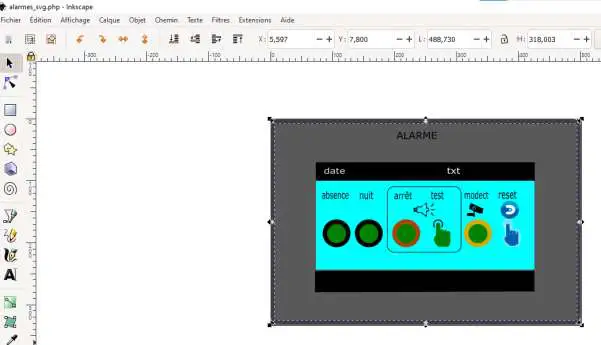 alarmes_svg.php - Inkscape
Fichier Édition Affichage Calque Objet Chemin Texte Filtres Extensions Aide
X: 5,597 - + Y: 7,800 - + L: 488,730 - + H: 318,003 - +
-300 -200 -100 0 100 200 300 400 500
ALARME
date txt
absence nuit arrêt test modect reset